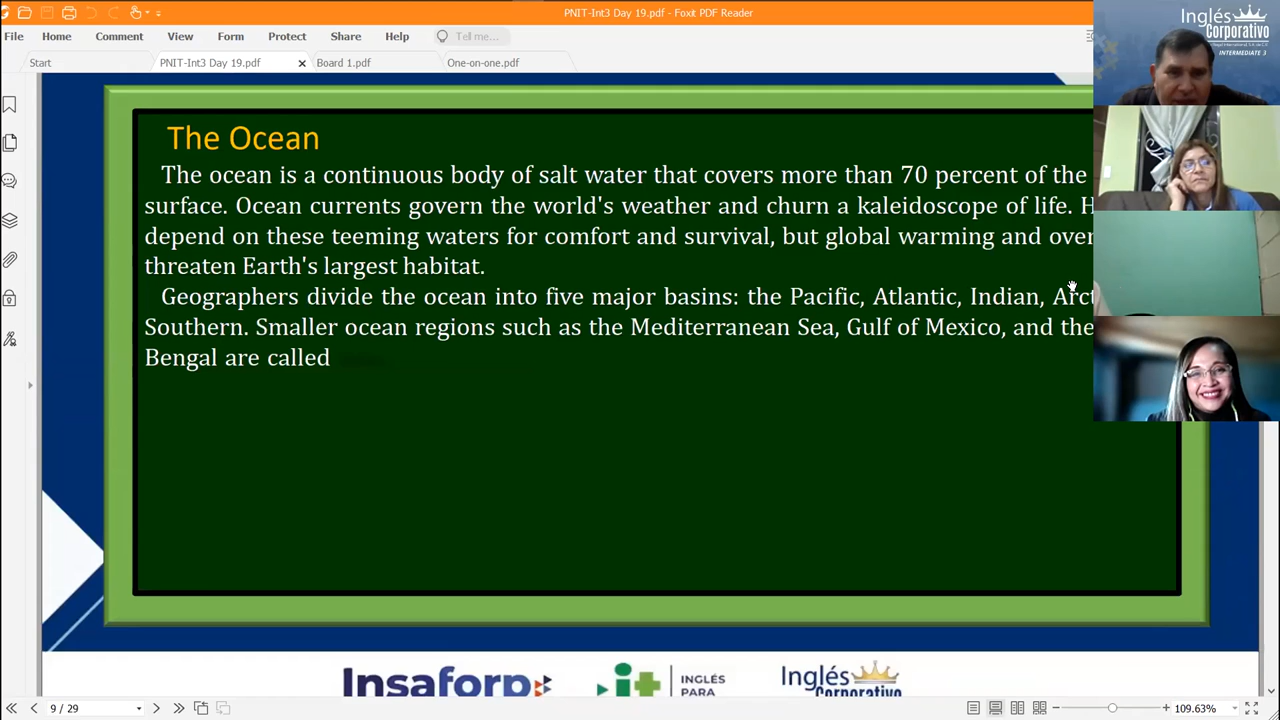 PNIT-Int3 Day 19.pdf - Foxit PDF Reader
File Home Comment View Form Protect Share Help Tell me...
Start PNIT-Int3 Day 19.pdf Board 1.pdf One-on-one.pdf
Inglés
Corporativo
INTERMEDIATE 3
The Ocean
The ocean is a continuous body of salt water that covers more than 70 percent of the
surface. Ocean currents govern the world's weather and churn a kaleidoscope of life. H
depend on these teeming waters for comfort and survival, but global warming and over
threaten Earth's largest habitat.
Geographers divide the ocean into five major basins: the Pacific, Atlantic, Indian, Arct
Southern. Smaller ocean regions such as the Mediterranean Sea, Gulf of Mexico, and the
Bengal are called
Insaforp it INGLÉS Inglés
PARA Corporativo
9 / 29 109.63%